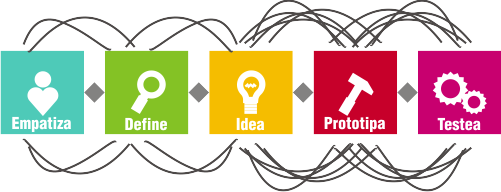 Empatiza
Define
Idea
Prototipa
Testea